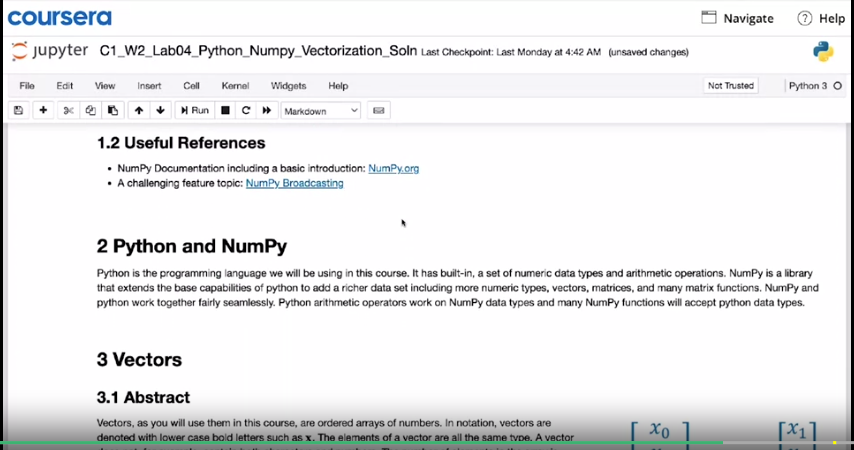 coursera
Navigate
Help
jupyter C1_W2_Lab04_Python_Numpy_Vectorization_Soln Last Checkpoint: Last Monday at 4:42 AM (unsaved changes)
File Edit View Insert Cell Kernel Widgets Help Not Trusted Python 3
Run Markdown
1.2 Useful References
• NumPy Documentation including a basic introduction: NumPy.org
• A challenging feature topic: NumPy Broadcasting
2 Python and NumPy
Python is the programming language we will be using in this course. It has built-in, a set of numeric data types and arithmetic operations. NumPy is a library
that extends the base capabilities of python to add a richer data set including more numeric types, vectors, matrices, and many matrix functions. NumPy and
python work together fairly seamlessly. Python arithmetic operators work on NumPy data types and many NumPy functions will accept python data types.
3 Vectors
3.1 Abstract
Vectors, as you will use them in this course, are ordered arrays of numbers. In notation, vectors are
denoted with lower case bold letters such as x. The elements of a vector are all the same type. A vector
x0
x1